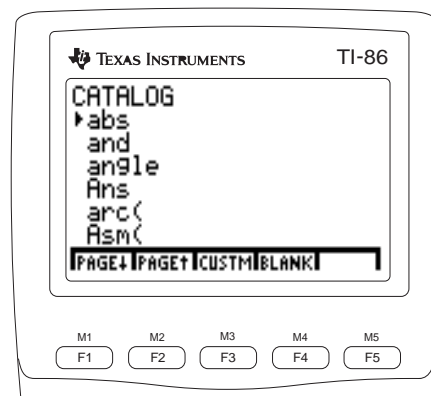 TEXAS INSTRUMENTS TI-86
CATALOG
▶abs
and
angle
Ans
arc(
Asm(
PAGE↓ PAGE↑ CUSTM BLANK
M1 M2 M3 M4 M5
F1 F2 F3 F4 F5